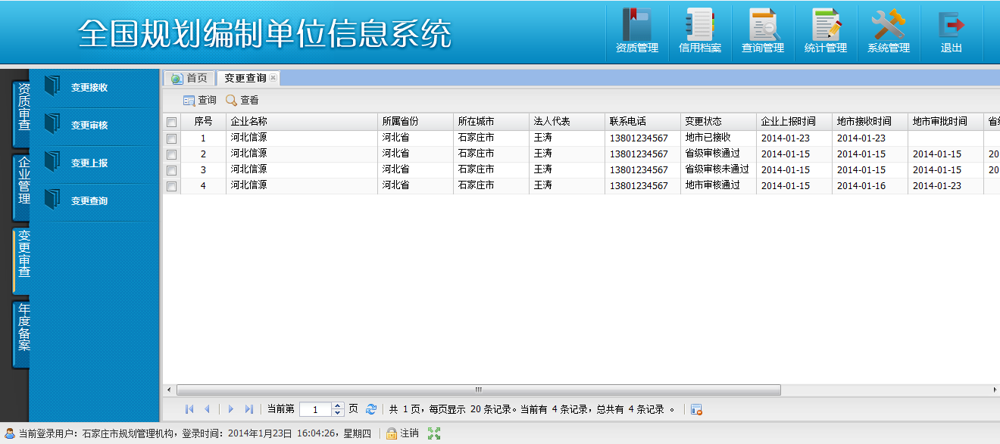 全国规划编制单位信息系统
资质管理 信用档案 查询管理 统计管理 系统管理 退出
资质审查
企业管理
变更审查
年度备案
变更接收
变更审核
变更上报
变更查询
首页 变更查询
查询 查看
序号 企业名称 所属省份 所在城市 法人代表 联系电话 变更状态 企业上报时间 地市接收时间 地市审批时间 省
1 河北信源 河北省 石家庄市 王涛 13801234567 地市已接收 2014-01-23 2014-01-23
2 河北信源 河北省 石家庄市 王涛 13801234567 省级审核通过 2014-01-15 2014-01-15 2014-01-15 20
3 河北信源 河北省 石家庄市 王涛 13801234567 省级审核未通过 2014-01-15 2014-01-15 2014-01-15 20
4 河北信源 河北省 石家庄市 王涛 13801234567 地市审核通过 2014-01-15 2014-01-16 2014-01-23
当前第 1 页 共 1 页，每页显示 20 条记录。当前有 4 条记录，总共有 4 条记录 。
当前登录用户：石家庄市规划管理机构，登录时间：2014年1月23日 16:04:26，星期四 注销